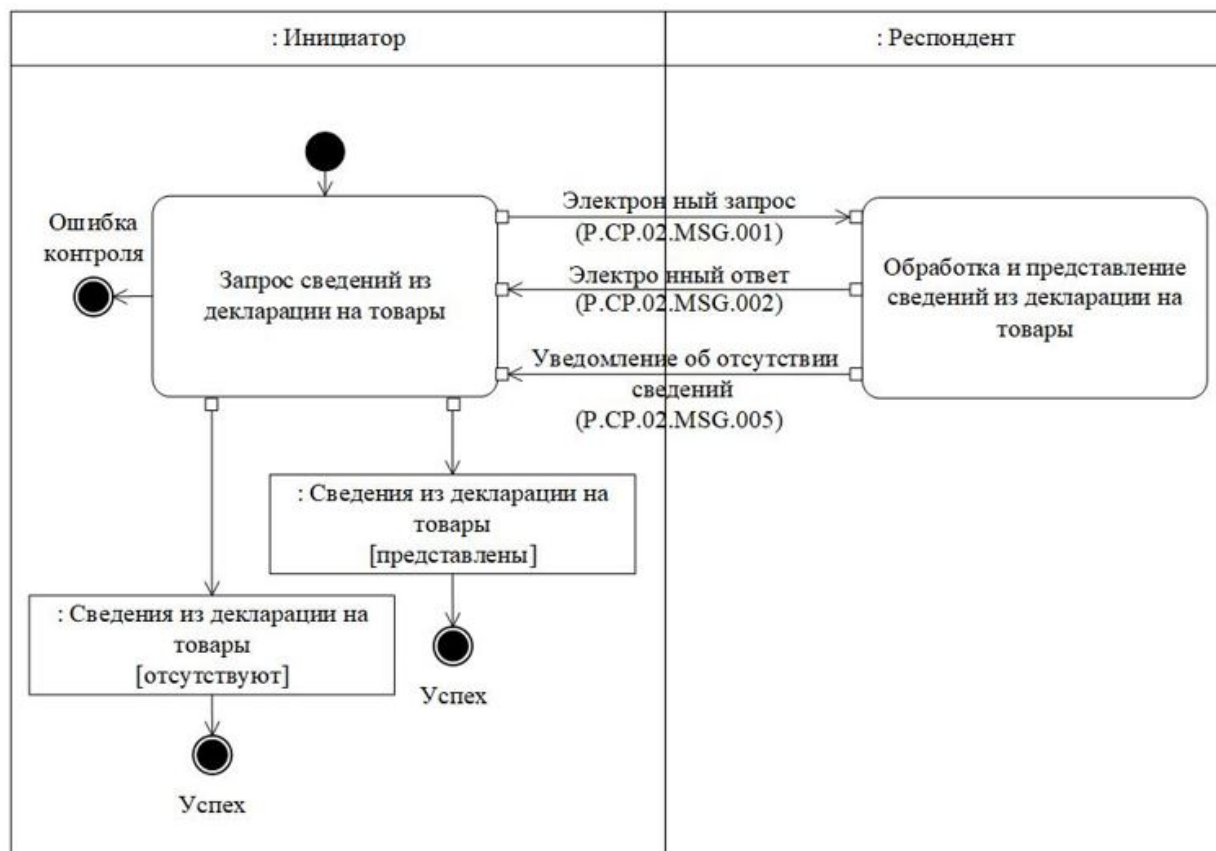 : Инициатор
: Респондент
Ошибка
контроля
Запрос сведений из
декларации на товары
Электрон ный запрос
(P.CP.02.MSG.001)
Электро нный ответ
(P.CP.02.MSG.002)
Уведомление об отсутствии
сведений
(P.CP.02.MSG.005)
Обработка и представление
сведений из декларации на
товары
: Сведения из декларации на
товары
[представлены]
: Сведения из декларации на
товары
[отсутствуют]
Успех
Успех